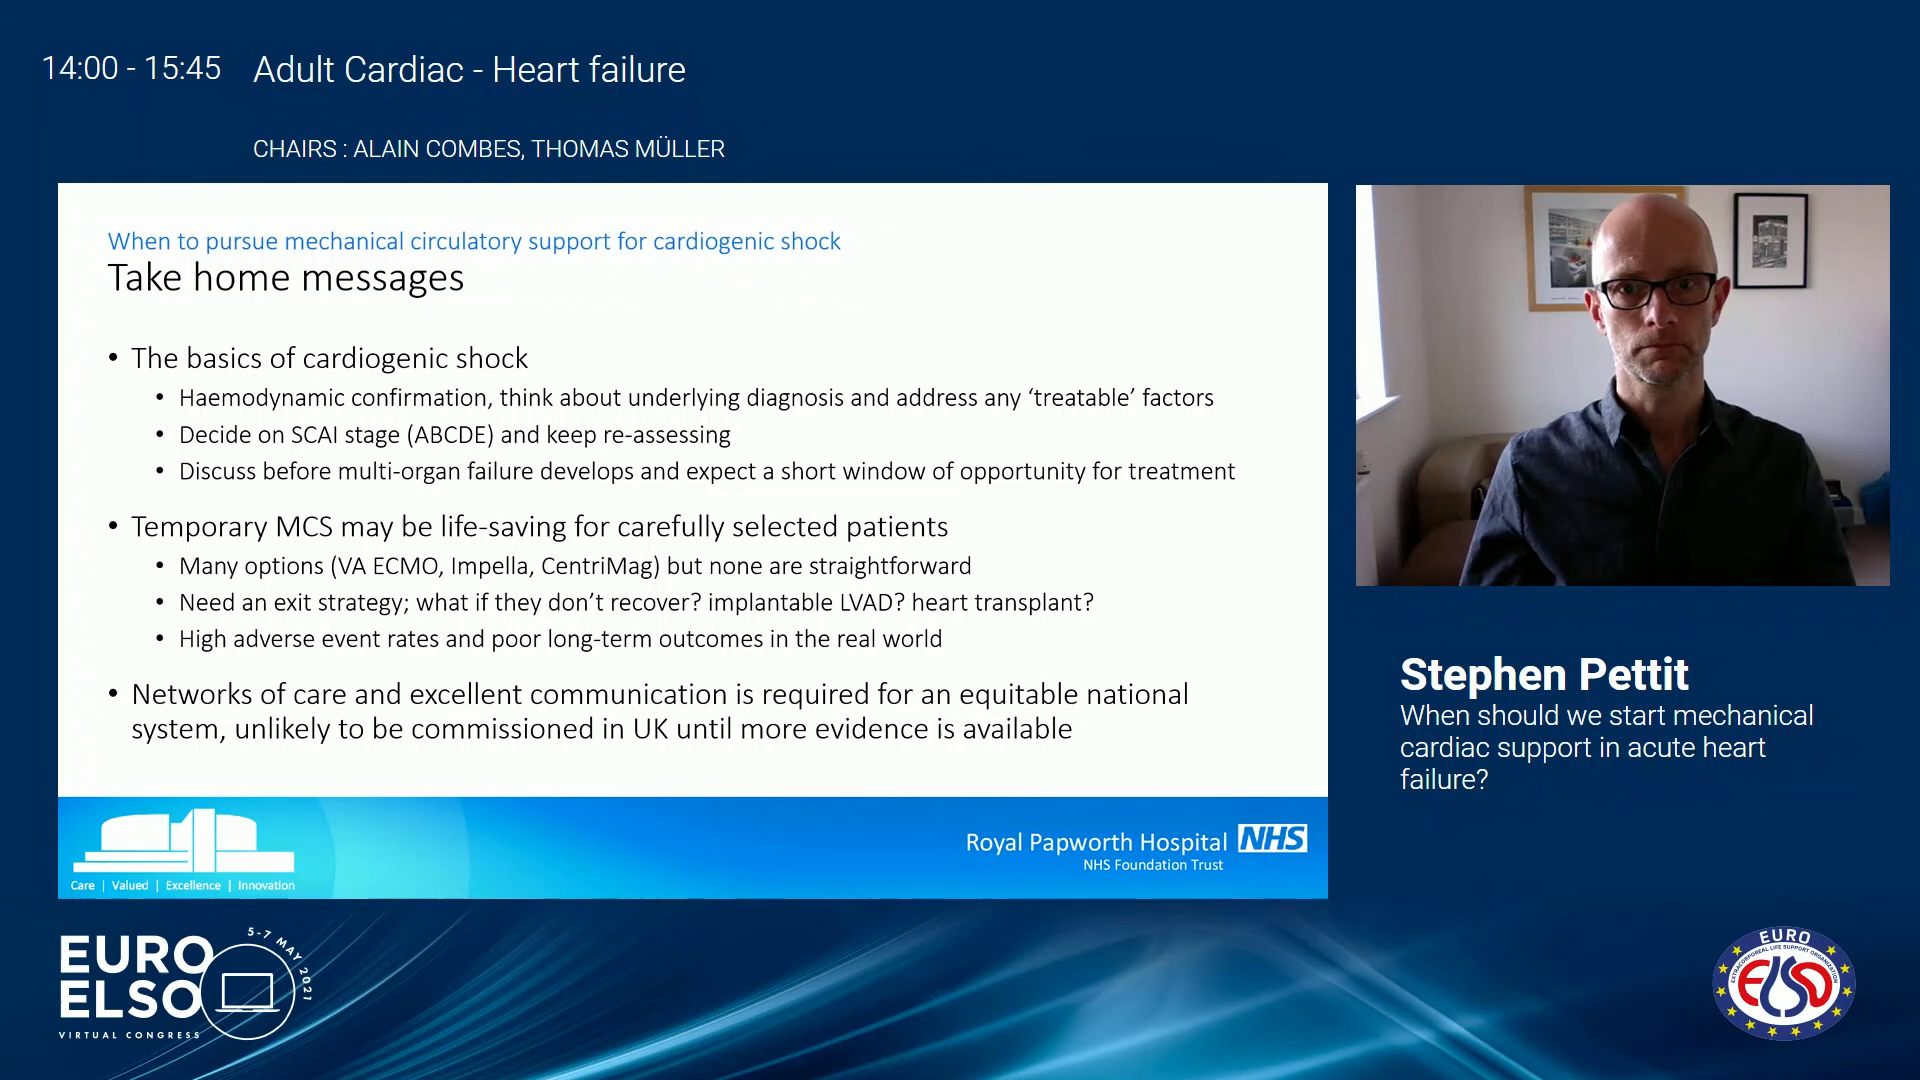 14:00 - 15:45 Adult Cardiac - Heart failure
CHAIRS : ALAIN COMBES, THOMAS MÜLLER
When to pursue mechanical circulatory support for cardiogenic shock
Take home messages
• The basics of cardiogenic shock
• Haemodynamic confirmation, think about underlying diagnosis and address any ‘treatable’ factors
• Decide on SCAI stage (ABCDE) and keep re-assessing
• Discuss before multi-organ failure develops and expect a short window of opportunity for treatment
• Temporary MCS may be life-saving for carefully selected patients
• Many options (VA ECMO, Impella, CentriMag) but none are straightforward
• Need an exit strategy; what if they don’t recover? implantable LVAD? heart transplant?
• High adverse event rates and poor long-term outcomes in the real world
• Networks of care and excellent communication is required for an equitable national
system, unlikely to be commissioned in UK until more evidence is available
Care | Valued | Excellence | Innovation
Royal Papworth Hospital NHS
NHS Foundation Trust
Stephen Pettit
When should we start mechanical
cardiac support in acute heart
failure?
EURO
ELSO
VIRTUAL CONGRESS
5-7 MAY 2021
EURO
EXTRACORPOREAL LIFE SUPPORT ORGANIZATION
ELSO